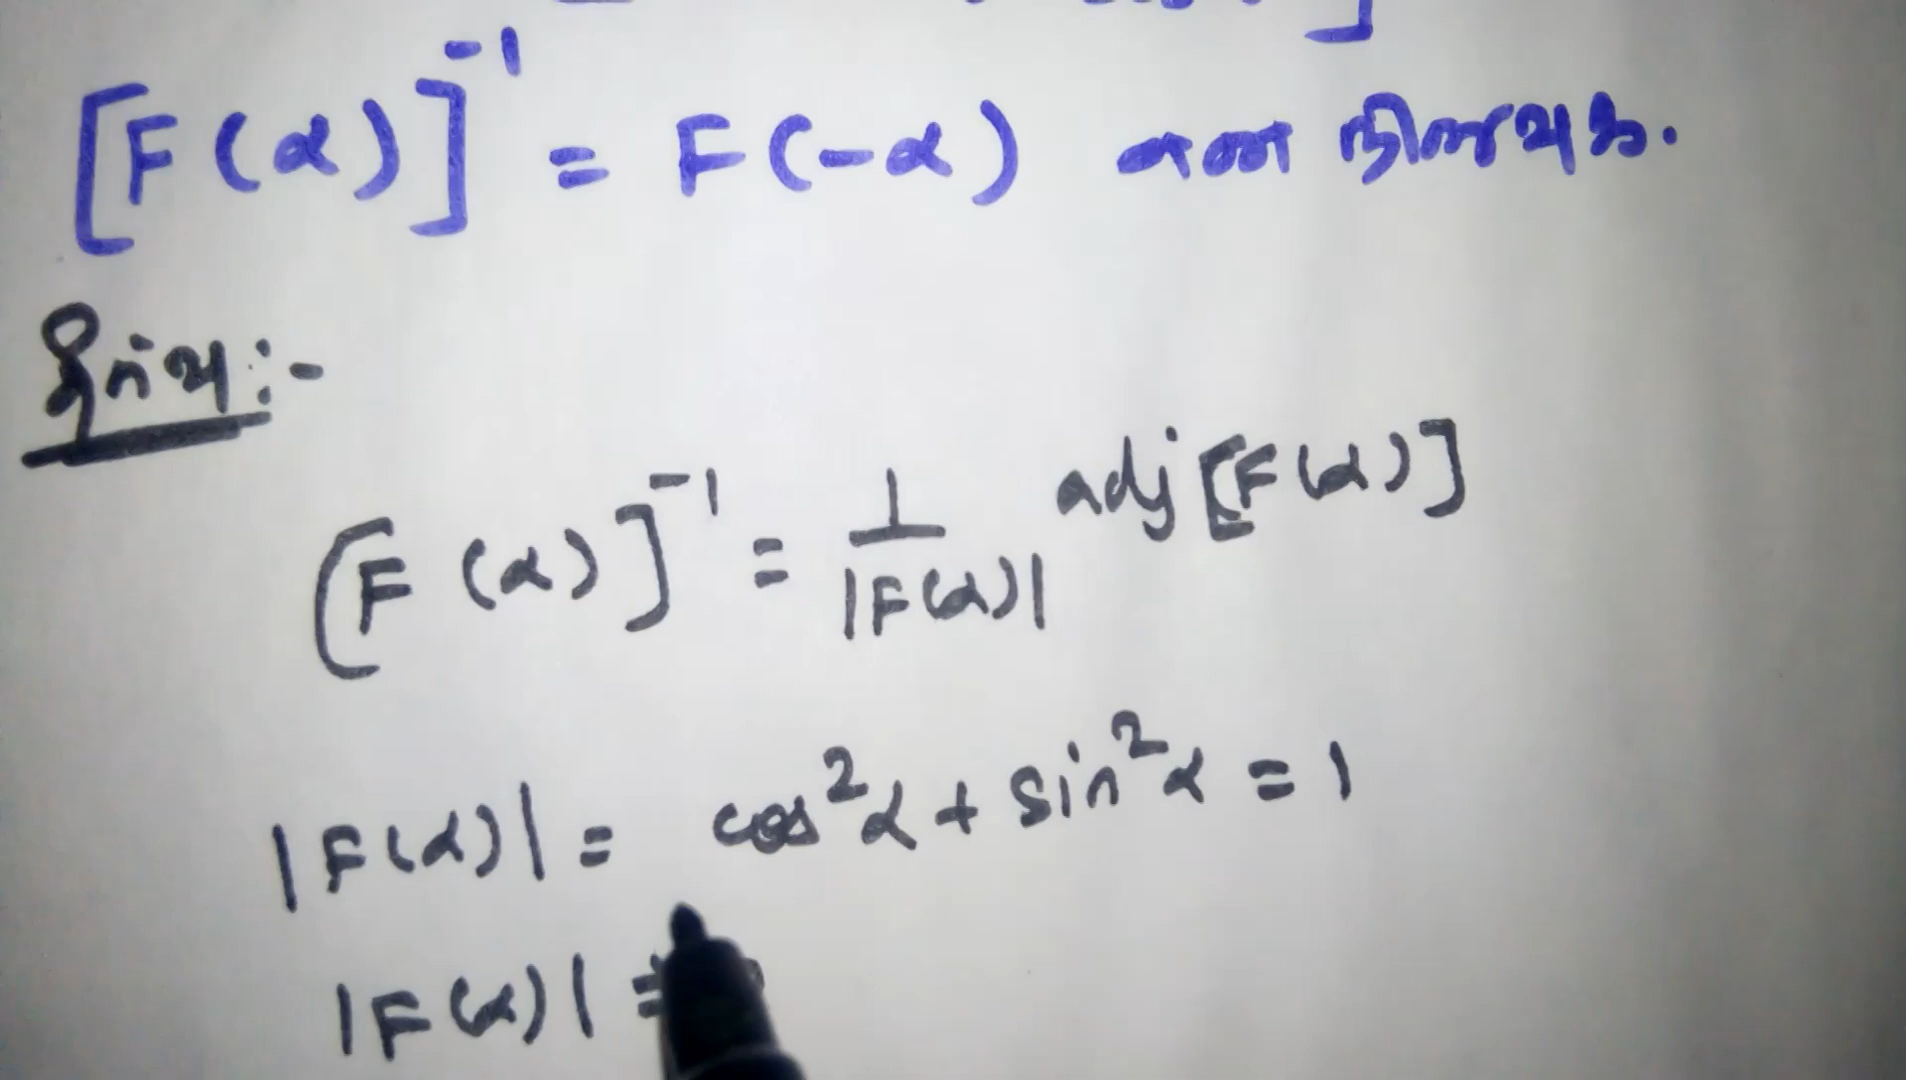 [F(α)]⁻¹ = F(-α) என நிறுவுக.
தீர்வு:-
[F(α)]⁻¹ = 1/|F(α)| adj[F(α)]
|F(α)| = cos²α + sin²α = 1
|F(α)| =